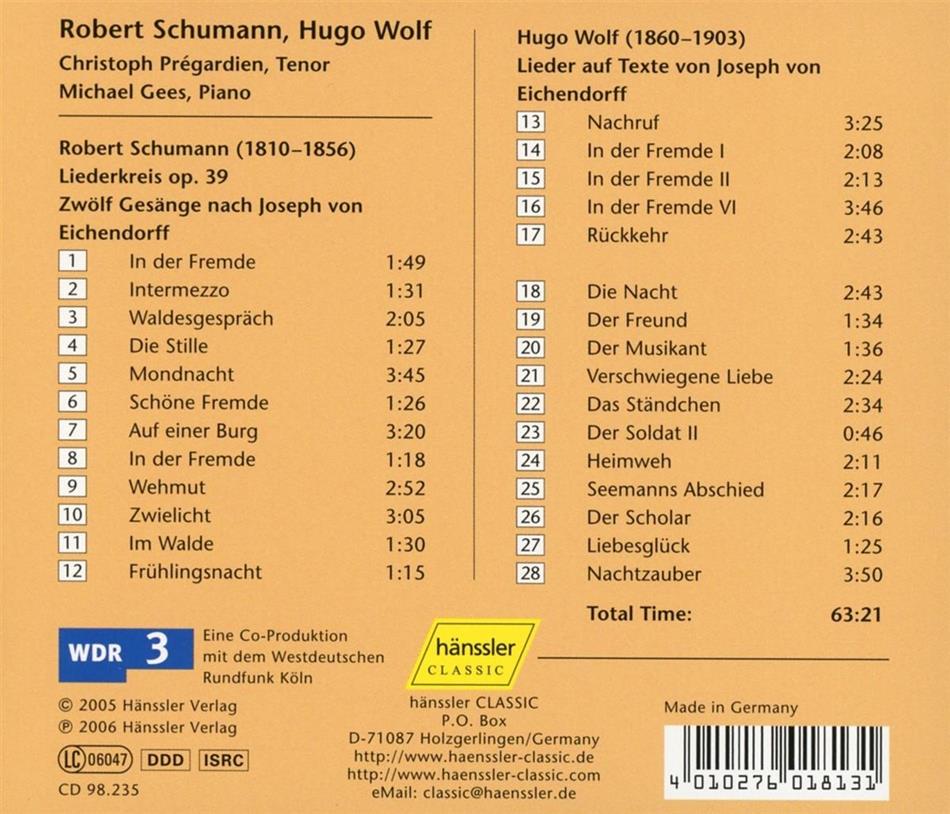 Robert Schumann, Hugo Wolf
Christoph Prégardien, Tenor
Michael Gees, Piano
Robert Schumann (1810–1856)
Liederkreis op. 39
Zwölf Gesänge nach Joseph von
Eichendorff
1 In der Fremde 1:49
2 Intermezzo 1:31
3 Waldesgespräch 2:05
4 Die Stille 1:27
5 Mondnacht 3:45
6 Schöne Fremde 1:26
7 Auf einer Burg 3:20
8 In der Fremde 1:18
9 Wehmut 2:52
10 Zwielicht 3:05
11 Im Walde 1:30
12 Frühlingsnacht 1:15
Hugo Wolf (1860–1903)
Lieder auf Texte von Joseph von
Eichendorff
13 Nachruf 3:25
14 In der Fremde I 2:08
15 In der Fremde II 2:13
16 In der Fremde VI 3:46
17 Rückkehr 2:43
18 Die Nacht 2:43
19 Der Freund 1:34
20 Der Musikant 1:36
21 Verschwiegene Liebe 2:24
22 Das Ständchen 2:34
23 Der Soldat II 0:46
24 Heimweh 2:11
25 Seemanns Abschied 2:17
26 Der Scholar 2:16
27 Liebesglück 1:25
28 Nachtzauber 3:50
Total Time: 63:21
WDR 3
Eine Co-Produktion
mit dem Westdeutschen
Rundfunk Köln
© 2005 Hänssler Verlag
℗ 2006 Hänssler Verlag
LC 06047 DDD ISRC
CD 98.235
hänssler
CLASSIC
hänssler CLASSIC
P.O. Box
D-71087 Holzgerlingen/Germany
http://www.haenssler-classic.de
http://www.haenssler-classic.com
eMail: classic@haenssler.de
Made in Germany
4 010276 018131